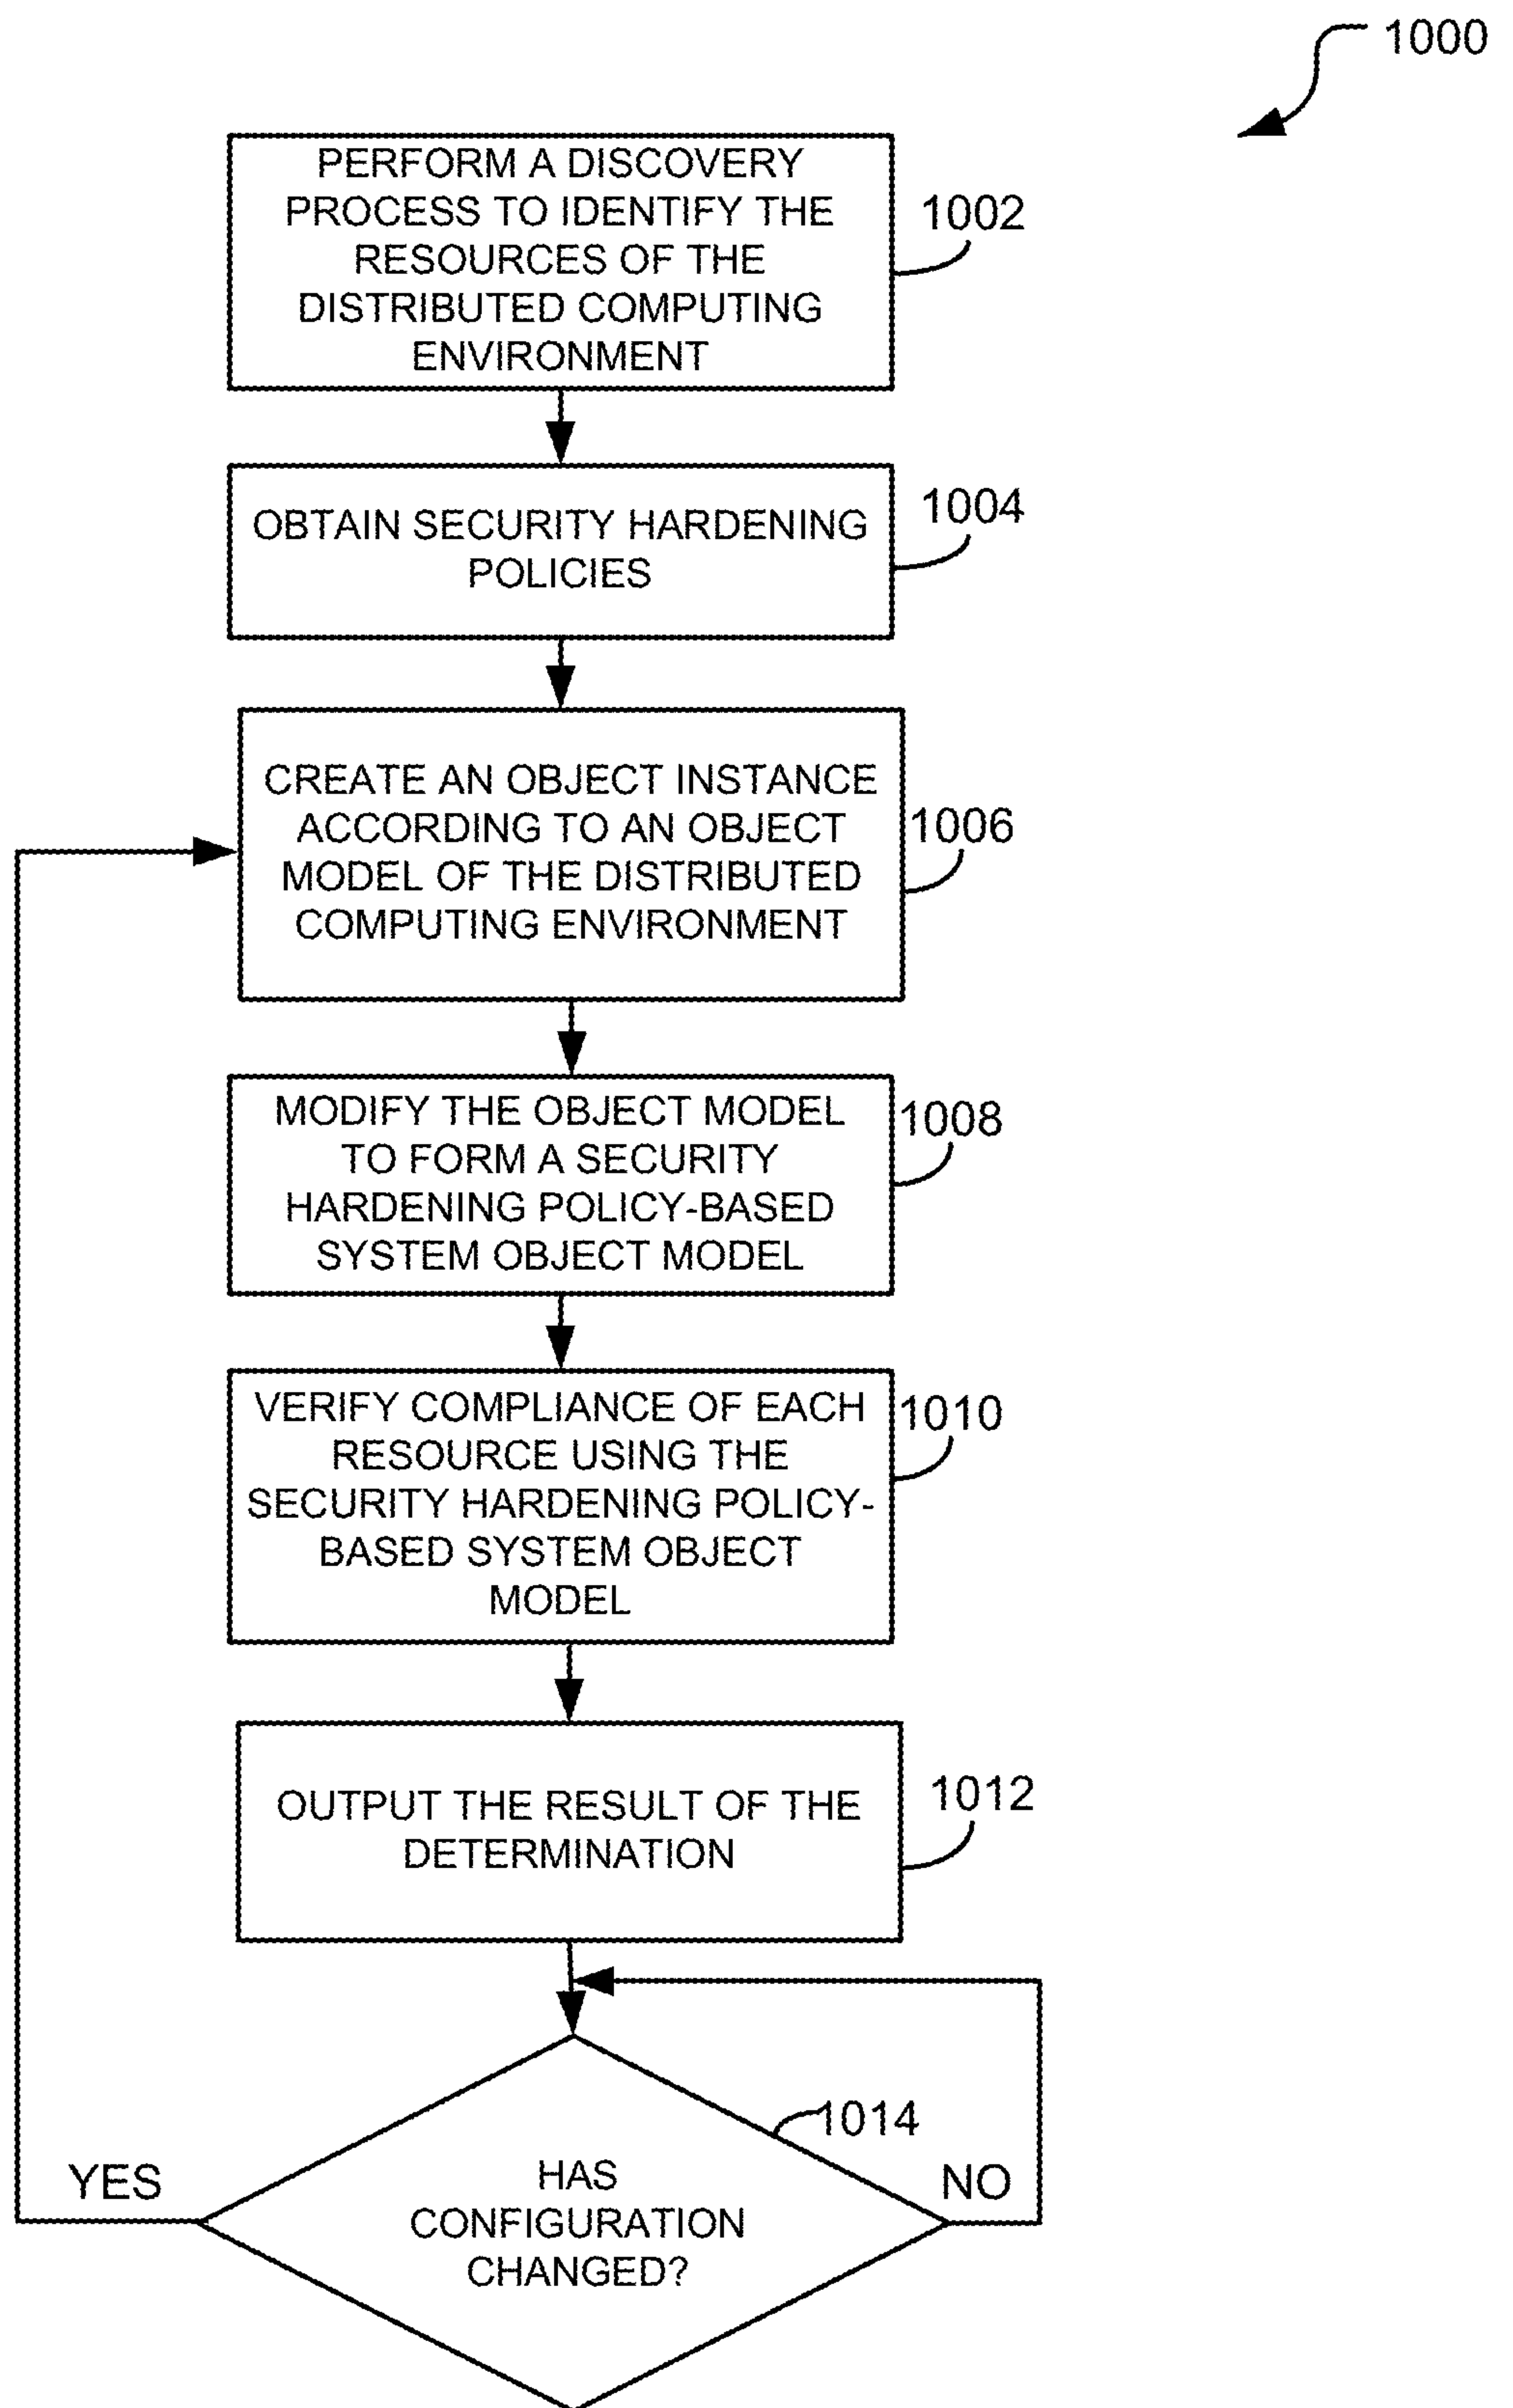 1000
PERFORM A DISCOVERY
PROCESS TO IDENTIFY THE
RESOURCES OF THE
DISTRIBUTED COMPUTING
ENVIRONMENT
1002
OBTAIN SECURITY HARDENING
POLICIES
1004
CREATE AN OBJECT INSTANCE
ACCORDING TO AN OBJECT
MODEL OF THE DISTRIBUTED
COMPUTING ENVIRONMENT
1006
MODIFY THE OBJECT MODEL
TO FORM A SECURITY
HARDENING POLICY-BASED
SYSTEM OBJECT MODEL
1008
VERIFY COMPLIANCE OF EACH
RESOURCE USING THE
SECURITY HARDENING POLICY-
BASED SYSTEM OBJECT
MODEL
1010
OUTPUT THE RESULT OF THE
DETERMINATION
1012
1014
YES
HAS
CONFIGURATION
CHANGED?
NO